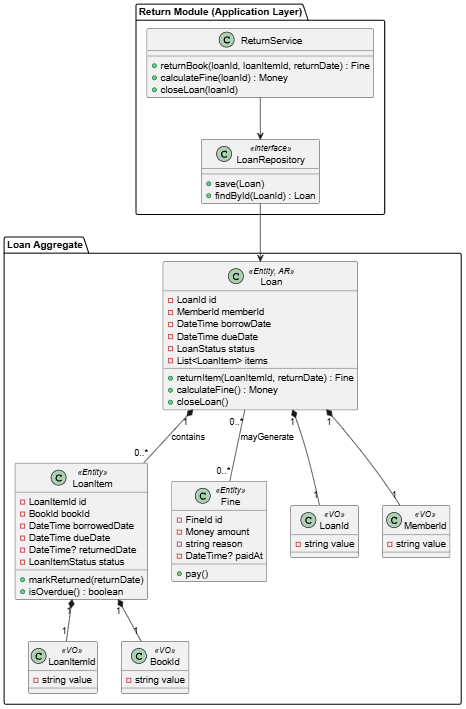 Return Module (Application Layer)
C ReturnService
returnBook(loanId, loanItemId, returnDate) : Fine
calculateFine(loanId) : Money
closeLoan(loanId)
«Interface»
C LoanRepository
save(Loan)
findById(LoanId) : Loan
Loan Aggregate
«Entity, AR»
C Loan
LoanId id
MemberId memberId
DateTime borrowDate
DateTime dueDate
LoanStatus status
List<LoanItem> items
returnItem(LoanItemId, returnDate) : Fine
calculateFine() : Money
closeLoan()
1 0..* 1 1
contains mayGenerate
0..* 0..*
«Entity»
C LoanItem
LoanItemId id
BookId bookId
DateTime borrowedDate
DateTime dueDate
DateTime? returnedDate
LoanItemStatus status
markReturned(returnDate)
isOverdue() : boolean
«Entity»
C Fine
FineId id
Money amount
string reason
DateTime? paidAt
pay()
1
«VO»
C LoanId
string value
1
«VO»
C MemberId
string value
1 1
1 1
«VO»
C LoanItemId
string value
«VO»
C BookId
string value